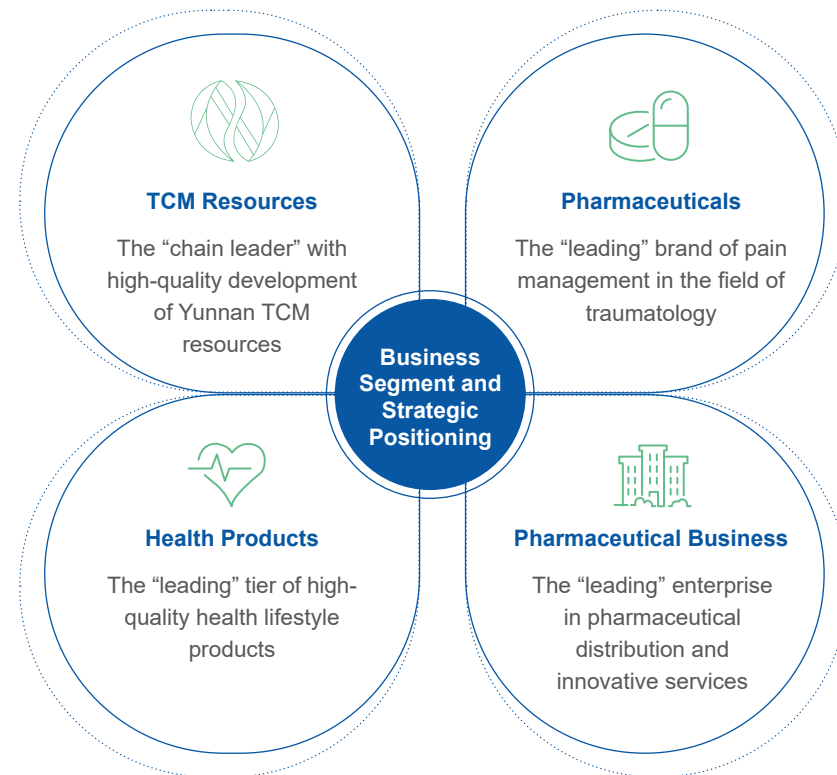 TCM Resources
The “chain leader” with
high-quality development
of Yunnan TCM
resources
Pharmaceuticals
The “leading” brand of pain
management in the field of
traumatology
Business
Segment and
Strategic
Positioning
Health Products
The “leading” tier of high-
quality health lifestyle
products
Pharmaceutical Business
The “leading” enterprise
in pharmaceutical
distribution and
innovative services